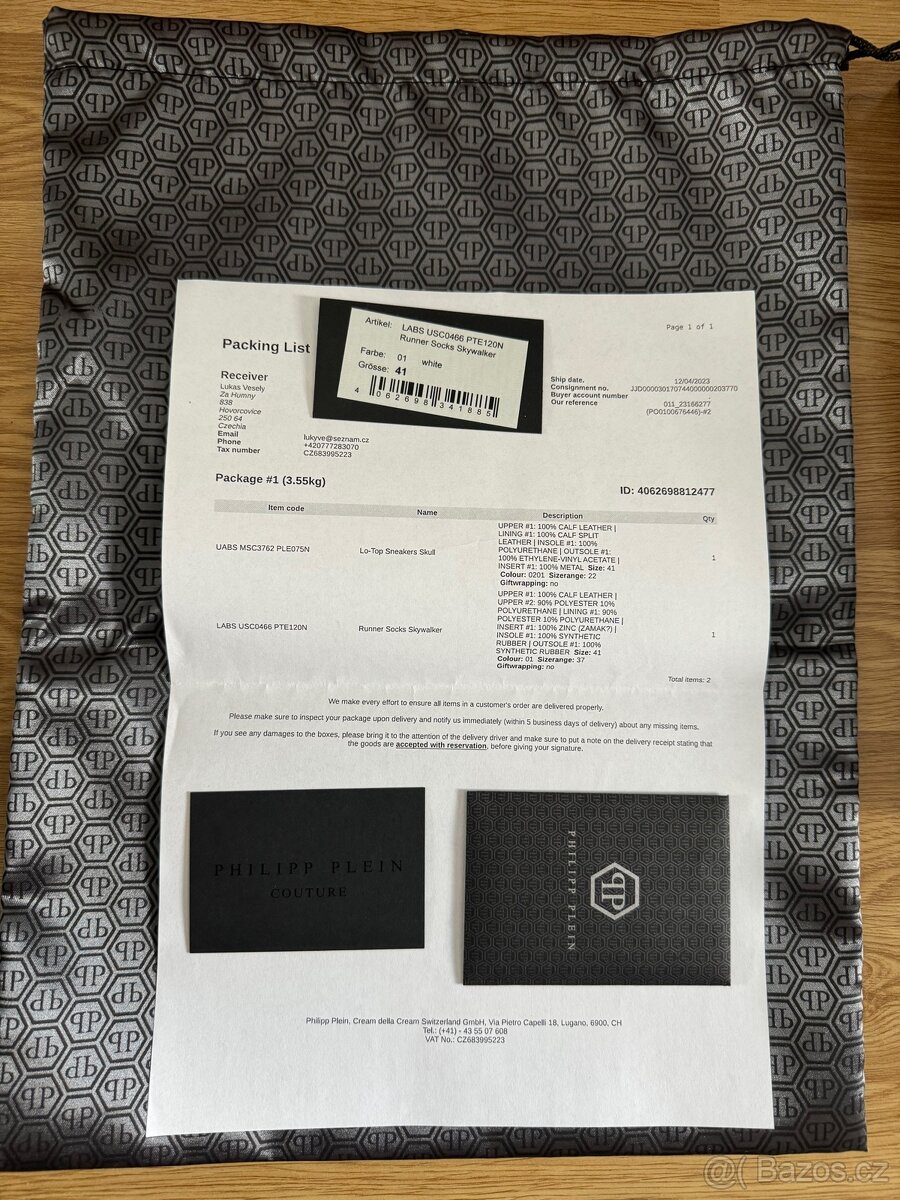 Page 1 of 1
Packing List
Artikel: LABS USC0466 PTE120N
Runner Socks Skywalker
Farbe: 01 white
Grösse: 41
4 062698 341885
Receiver
Lukas Vesely
Za Humny
838
Hovorcovice
250 64
Czechia
Email lukyve@seznam.cz
Phone +420777283070
Tax number CZ683995223
Ship date. 12/04/2023
Consignment no. JJD000030170744000000203770
Buyer account number
Our reference 011_23166277
(PO0100676446)-#2
Package #1 (3.55kg)
ID: 4062698812477
Item code Name Description Qty
UPPER #1: 100% CALF LEATHER |
LINING #1: 100% CALF SPLIT
LEATHER | INSOLE #1: 100%
UABS MSC3762 PLE075N Lo-Top Sneakers Skull POLYURETHANE | OUTSOLE #1: 1
100% ETHYLENE-VINYL ACETATE |
INSERT #1: 100% METAL Size: 41
Colour: 0201 Sizerange: 22
Giftwrapping: no
UPPER #1: 100% CALF LEATHER |
UPPER #2: 90% POLYESTER 10%
POLYURETHANE | LINING #1: 90%
POLYESTER 10% POLYURETHANE |
LABS USC0466 PTE120N Runner Socks Skywalker INSERT #1: 100% ZINC (ZAMAK?) | 1
INSOLE #1: 100% SYNTHETIC
RUBBER | OUTSOLE #1: 100%
SYNTHETIC RUBBER Size: 41
Colour: 01 Sizerange: 37
Giftwrapping: no
Total items: 2
We make every effort to ensure all items in a customer's order are delivered properly.
Please make sure to inspect your package upon delivery and notify us immediately (within 5 business days of delivery) about any missing items.
If you see any damages to the boxes, please bring it to the attention of the delivery driver and make sure to put a note on the delivery receipt stating that
the goods are accepted with reservation, before giving your signature.
PHILIPP PLEIN
COUTURE
PHILIPP PLEIN
Philipp Plein, Cream della Cream Switzerland GmbH, Via Pietro Capelli 18, Lugano, 6900, CH
Tel.: (+41) - 43 55 07 608
VAT No.: CZ683995223
@( Bazos.cz